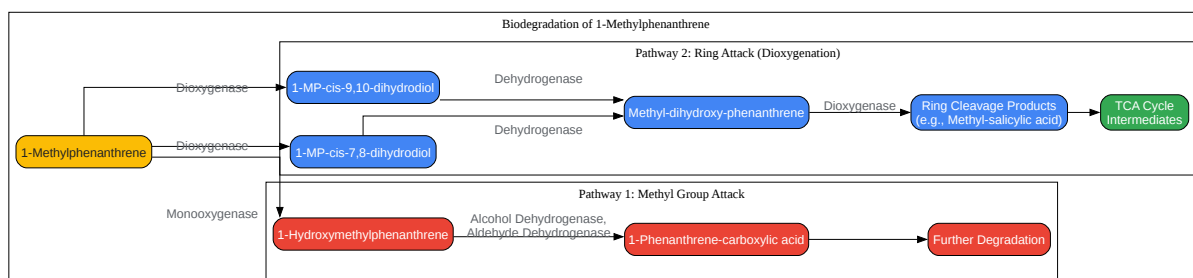 Biodegradation of 1-Methylphenanthrene
Pathway 2: Ring Attack (Dioxygenation)
Dioxygenase
1-MP-cis-9,10-dihydrodiol
Dehydrogenase
Methyl-dihydroxy-phenanthrene
Dioxygenase
Ring Cleavage Products
(e.g., Methyl-salicylic acid)
TCA Cycle
Intermediates
1-Methylphenanthrene
Dioxygenase
1-MP-cis-7,8-dihydrodiol
Dehydrogenase
Pathway 1: Methyl Group Attack
Monooxygenase
1-Hydroxymethylphenanthrene
Alcohol Dehydrogenase,
Aldehyde Dehydrogenase
1-Phenanthrene-carboxylic acid
Further Degradation